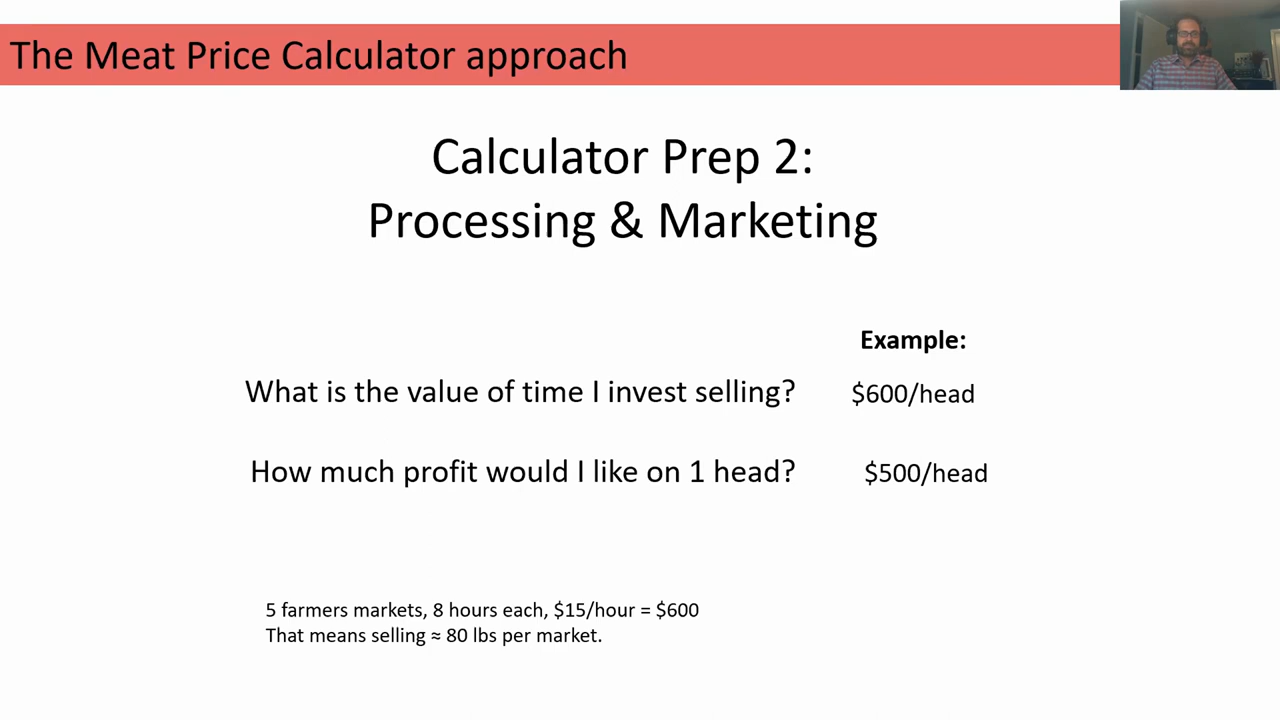 The Meat Price Calculator approach
Calculator Prep 2:
Processing & Marketing
Example:
What is the value of time I invest selling? $600/head
How much profit would I like on 1 head? $500/head
5 farmers markets, 8 hours each, $15/hour = $600
That means selling ≈ 80 lbs per market.